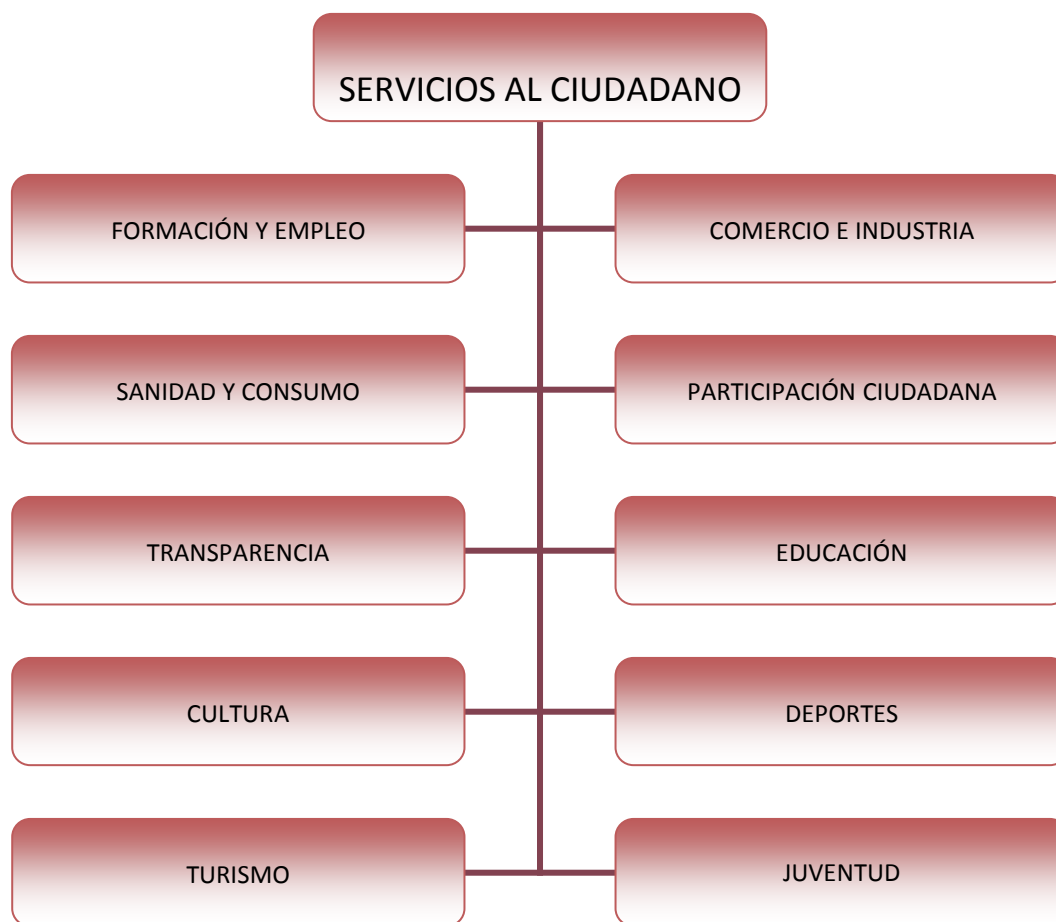 SERVICIOS AL CIUDADANO
FORMACIÓN Y EMPLEO
COMERCIO E INDUSTRIA
SANIDAD Y CONSUMO
PARTICIPACIÓN CIUDADANA
TRANSPARENCIA
EDUCACIÓN
CULTURA
DEPORTES
TURISMO
JUVENTUD